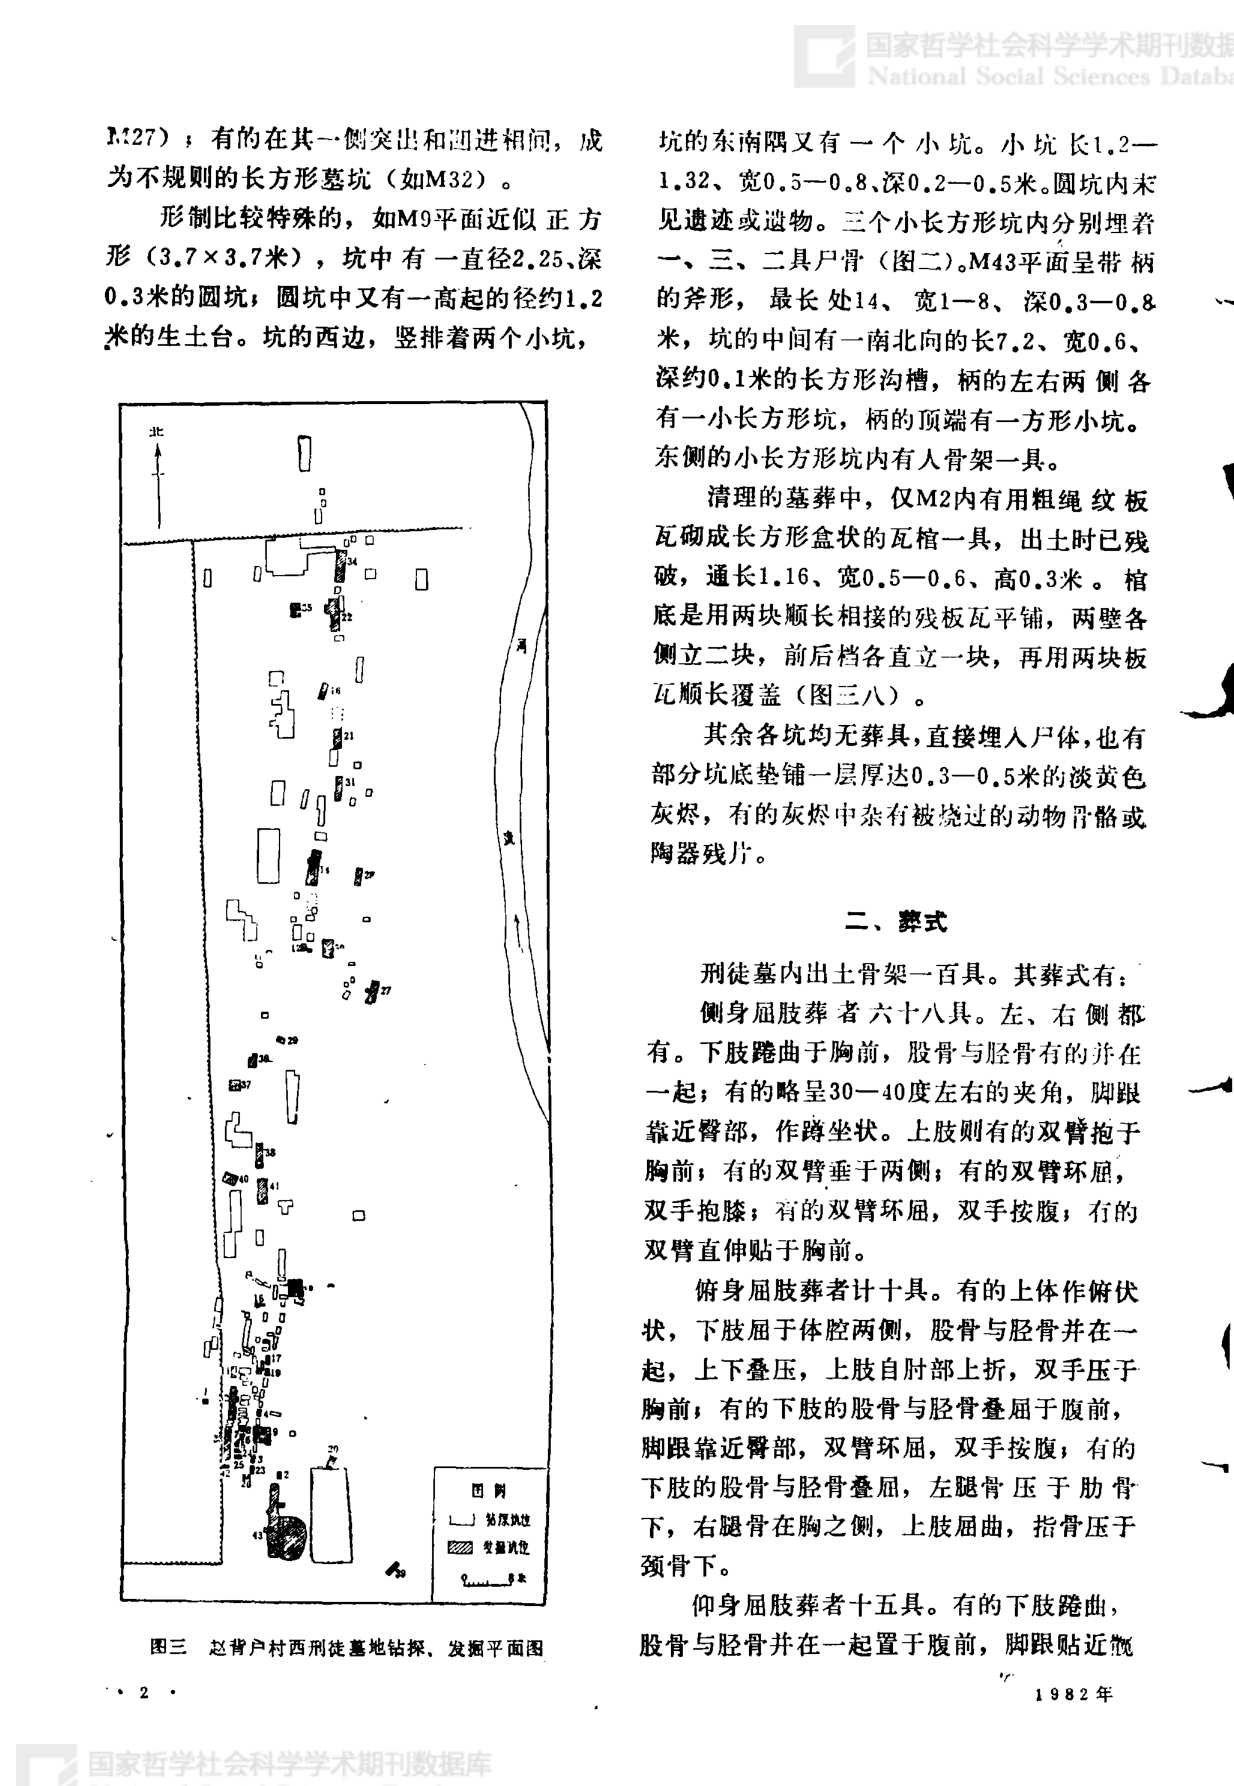 国家哲学社会科学学术期刊数据
National Social Sciences Databa
M27)；有的在其一侧突出和凹进相间，成
为不规则的长方形墓坑（如M32）。
形制比较特殊的，如M9平面近似正方
形（3.7×3.7米），坑中有一直径2.25、深
0.3米的圆坑；圆坑中又有一高起的径约1.2
米的生土台。坑的西边，竖排着两个小坑，
北
34
35
22
河
16
21
31
黄
14
27
29
37
38
40
41
17
19
9
3
25
23
2
20
43
39
图例
钻探坑位
发掘坑位
0 8米
图三 赵背户村西刑徒墓地钻探、发掘平面图
· 2 ·
坑的东南隅又有一个小坑。小坑长1.2—
1.32、宽0.5—0.8、深0.2—0.5米。圆坑内未
见遗迹或遗物。三个小长方形坑内分别埋着
一、三、二具尸骨（图二）。M43平面呈带柄
的斧形，最长处14、宽1—8、深0.3—0.8
米，坑的中间有一南北向的长7.2、宽0.6、
深约0.1米的长方形沟槽，柄的左右两侧各
有一小长方形坑，柄的顶端有一方形小坑。
东侧的小长方形坑内有人骨架一具。
清理的墓葬中，仅M2内有用粗绳纹板
瓦砌成长方形盒状的瓦棺一具，出土时已残
破，通长1.16、宽0.5—0.6、高0.3米。棺
底是用两块顺长相接的残板瓦平铺，两壁各
侧立二块，前后档各直立一块，再用两块板
瓦顺长覆盖（图三八）。
其余各坑均无葬具，直接埋入尸体，也有
部分坑底垫铺一层厚达0.3—0.5米的淡黄色
灰烬，有的灰烬中杂有被烧过的动物骨骼或
陶器残片。
二、葬式
刑徒墓内出土骨架一百具。其葬式有：
侧身屈肢葬者六十八具。左、右侧都
有。下肢踡曲于胸前，股骨与胫骨有的并在
一起；有的略呈30—40度左右的夹角，脚跟
靠近臀部，作蹲坐状。上肢则有的双臂抱于
胸前；有的双臂垂于两侧；有的双臂环屈，
双手抱膝；有的双臂环屈，双手按腹；有的
双臂直伸贴于胸前。
俯身屈肢葬者计十具。有的上体作俯伏
状，下肢屈于体腔两侧，股骨与胫骨并在一
起，上下叠压，上肢自肘部上折，双手压于
胸前；有的下肢的股骨与胫骨叠屈于腹前，
脚跟靠近臀部，双臂环屈，双手按腹；有的
下肢的股骨与胫骨叠屈，左腿骨压于肋骨
下，右腿骨在胸之侧，上肢屈曲，指骨压于
颈骨下。
仰身屈肢葬者十五具。有的下肢踡曲，
股骨与胫骨并在一起置于腹前，脚跟贴近髋
1982年
国家哲学社会科学学术期刊数据库